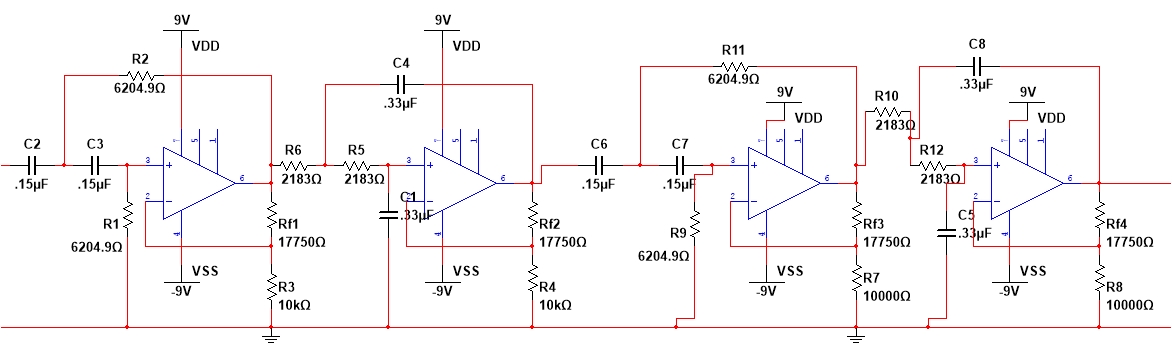 9V
VDD
R2
6204.9Ω
C2
.15µF
C3
.15µF
R1
6204.9Ω
3
2
7
5
1
6
4
VSS
-9V
Rf1
17750Ω
R3
10kΩ
R6
2183Ω
9V
VDD
C4
.33µF
R5
2183Ω
C1
.33µF
3
2
7
5
1
6
4
VSS
-9V
Rf2
17750Ω
R4
10kΩ
C6
.15µF
R11
6204.9Ω
C7
.15µF
R9
6204.9Ω
9V
VDD
3
2
7
5
1
6
4
VSS
-9V
Rf3
17750Ω
R7
10000Ω
R10
2183Ω
C8
.33µF
R12
2183Ω
C5
.33µF
9V
VDD
3
2
7
5
1
6
4
VSS
-9V
Rf4
17750Ω
R8
10000Ω